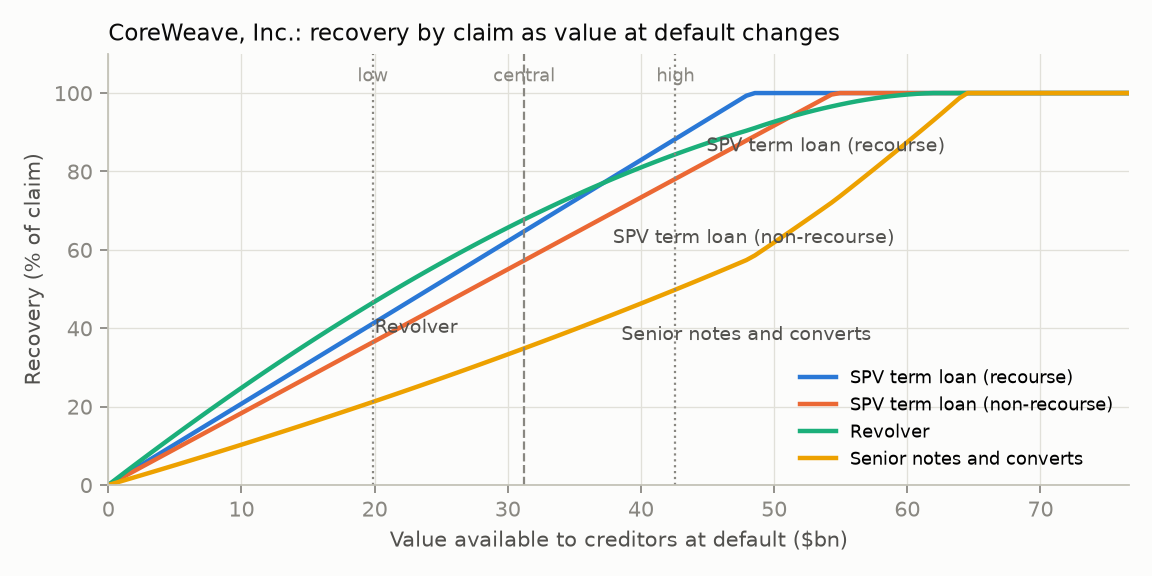 CoreWeave, Inc.: recovery by claim as value at default changes
low
central
high
100
80
60
40
20
0
Recovery (% of claim)
SPV term loan (recourse)
SPV term loan (non-recourse)
Revolver
Senior notes and converts
SPV term loan (recourse)
SPV term loan (non-recourse)
Revolver
Senior notes and converts
0 10 20 30 40 50 60 70
Value available to creditors at default ($bn)